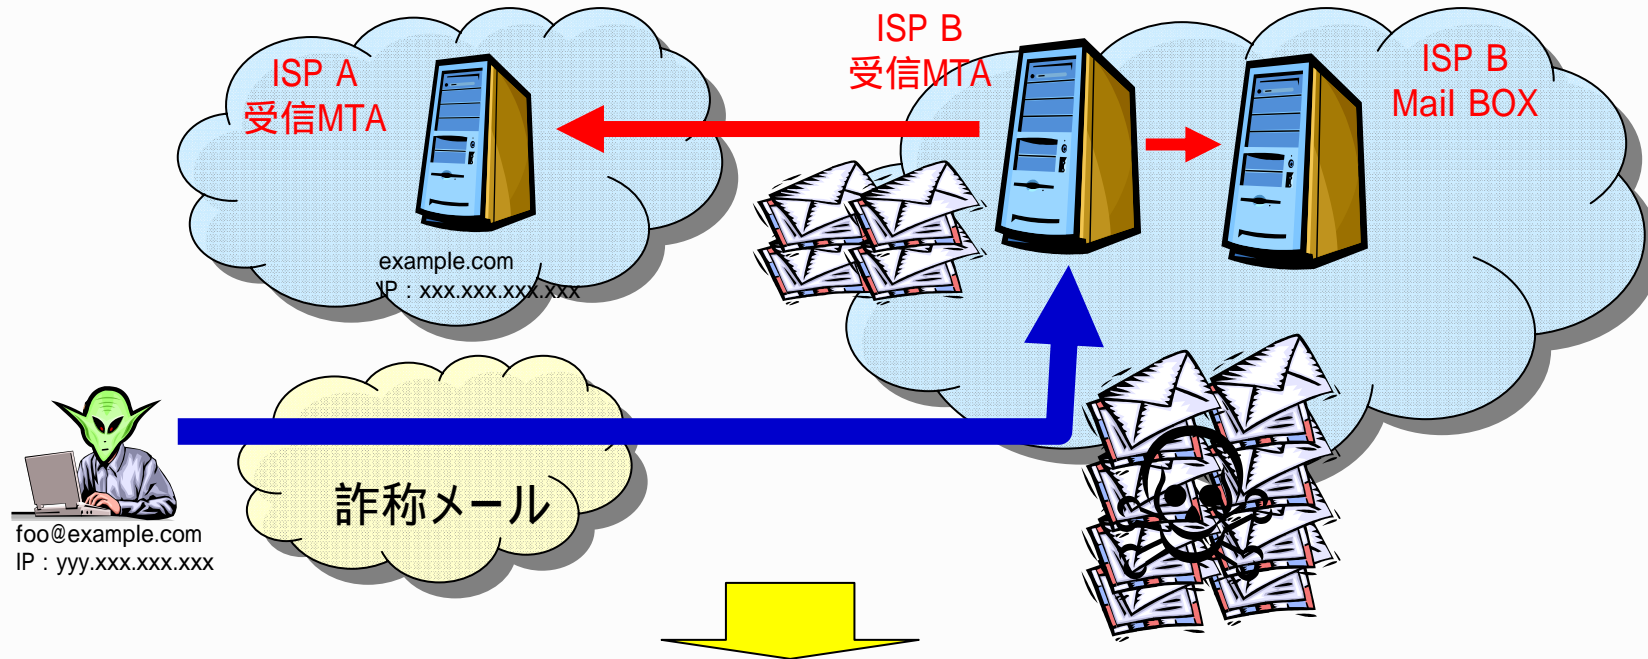 ISP A
受信MTA
ISP B
受信MTA
ISP B
Mail BOX
example.com
IP : xxx.xxx.xxx.xxx
詐称メール
foo@example.com
IP : yyy.xxx.xxx.xxx